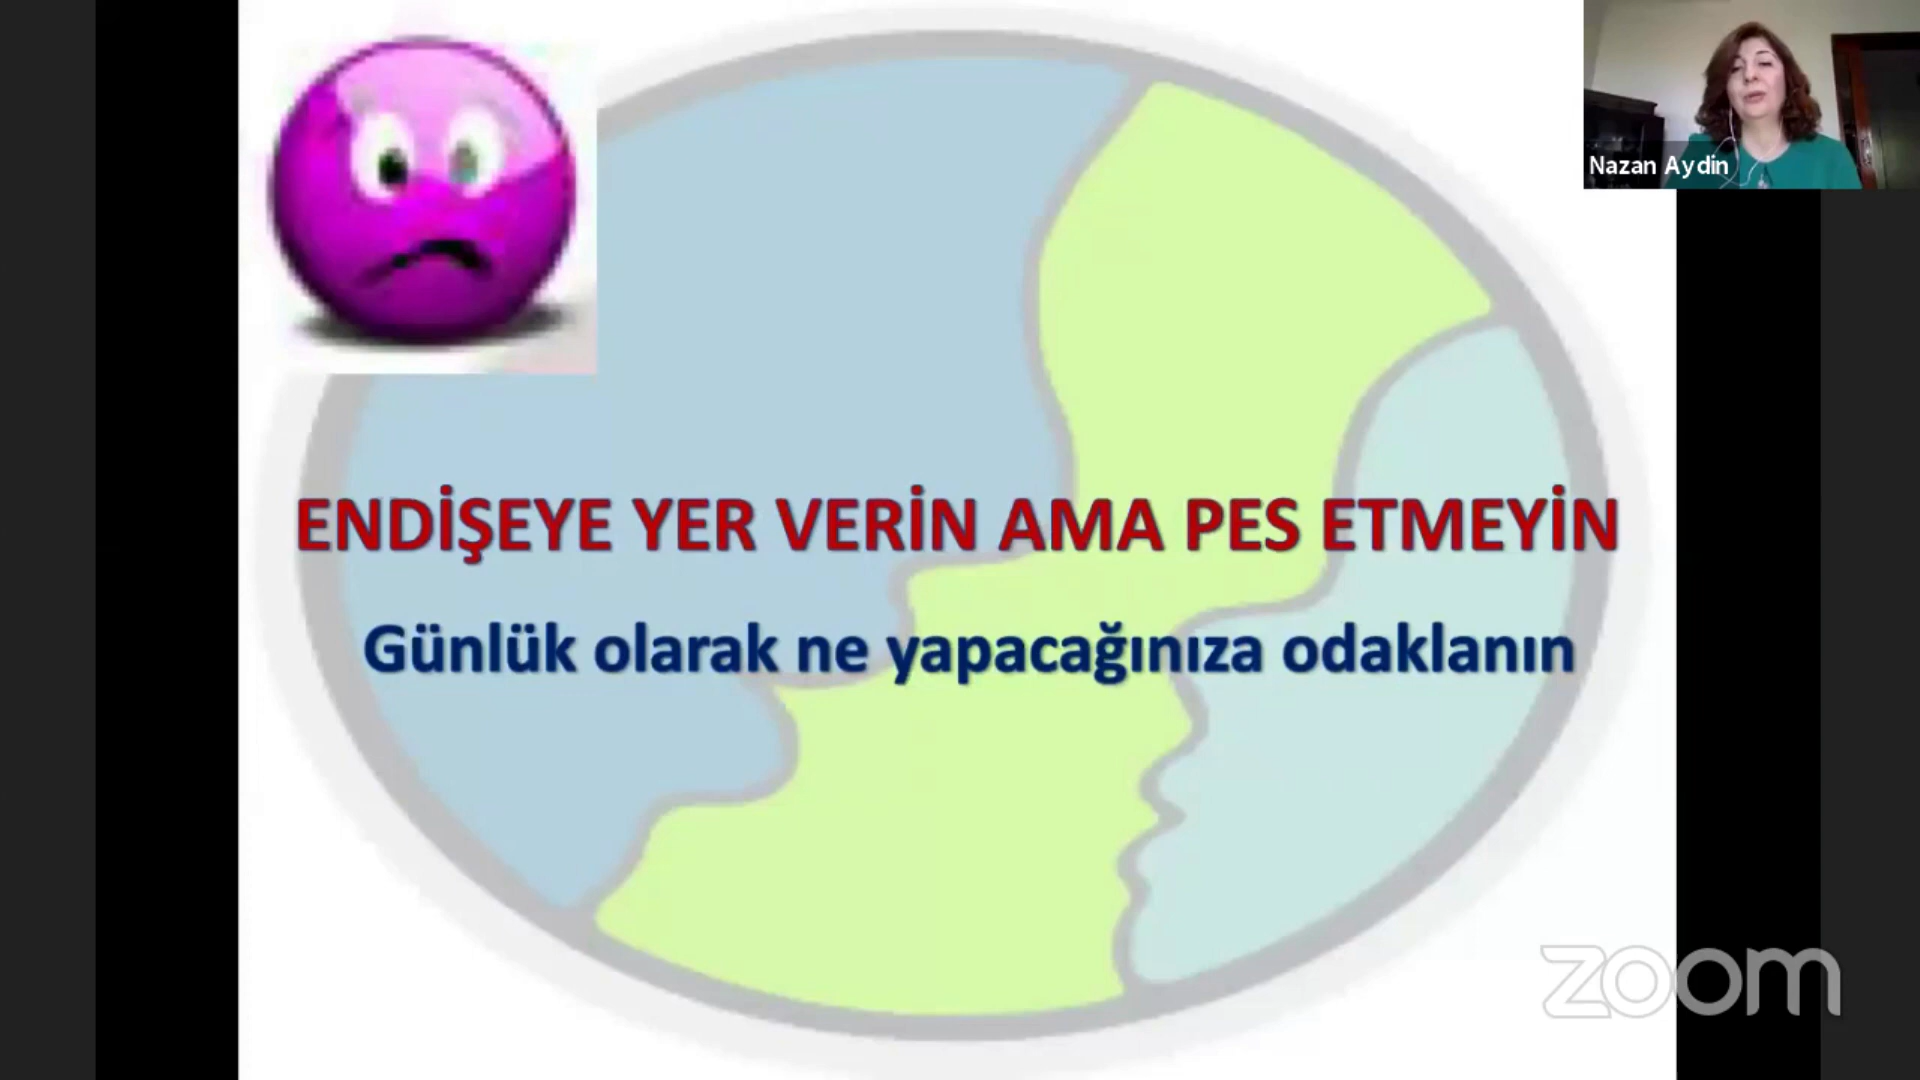 Nazan Aydin
ENDİŞEYE YER VERİN AMA PES ETMEYİN
Günlük olarak ne yapacağınıza odaklanın
zoom